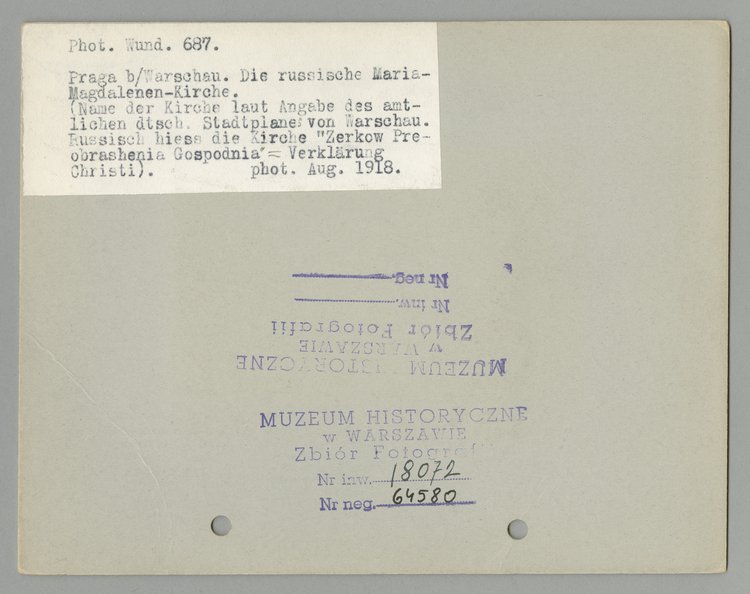 Phot. Wund. 687.
Praga b/Warschau. Die russische Maria-
Magdalenen-Kirche.
(Name der Kirche laut Angabe des amt-
lichen dtsch. Stadtplanes von Warschau.
Russisch hiess die Kirche "Zerkow Pre-
obrashenia Gospodnia" = Verklärung
Christi). phot. Aug. 1918.
Nr neg.
Nr inw.
Zbiór Fotografii
w WARSZAWIE
MUZEUM HISTORYCZNE
MUZEUM HISTORYCZNE
w WARSZAWIE
Zbiór Fotografii
Nr inw. 18072
Nr neg. 64580